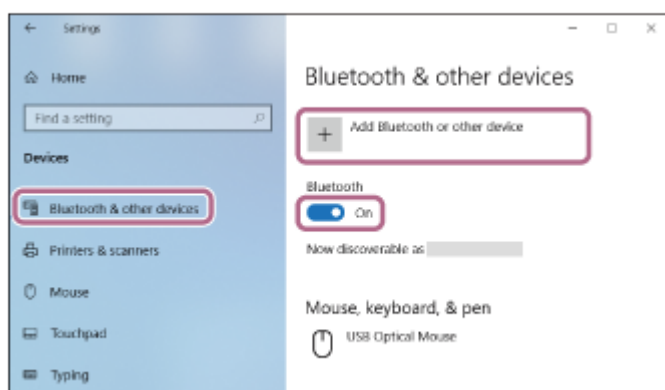 Settings
Home
Find a setting
Devices
Bluetooth & other devices
Printers & scanners
Mouse
Touchpad
Typing
Bluetooth & other devices
Add Bluetooth or other device
Bluetooth
On
Now discoverable as
Mouse, keyboard, & pen
USB Optical Mouse